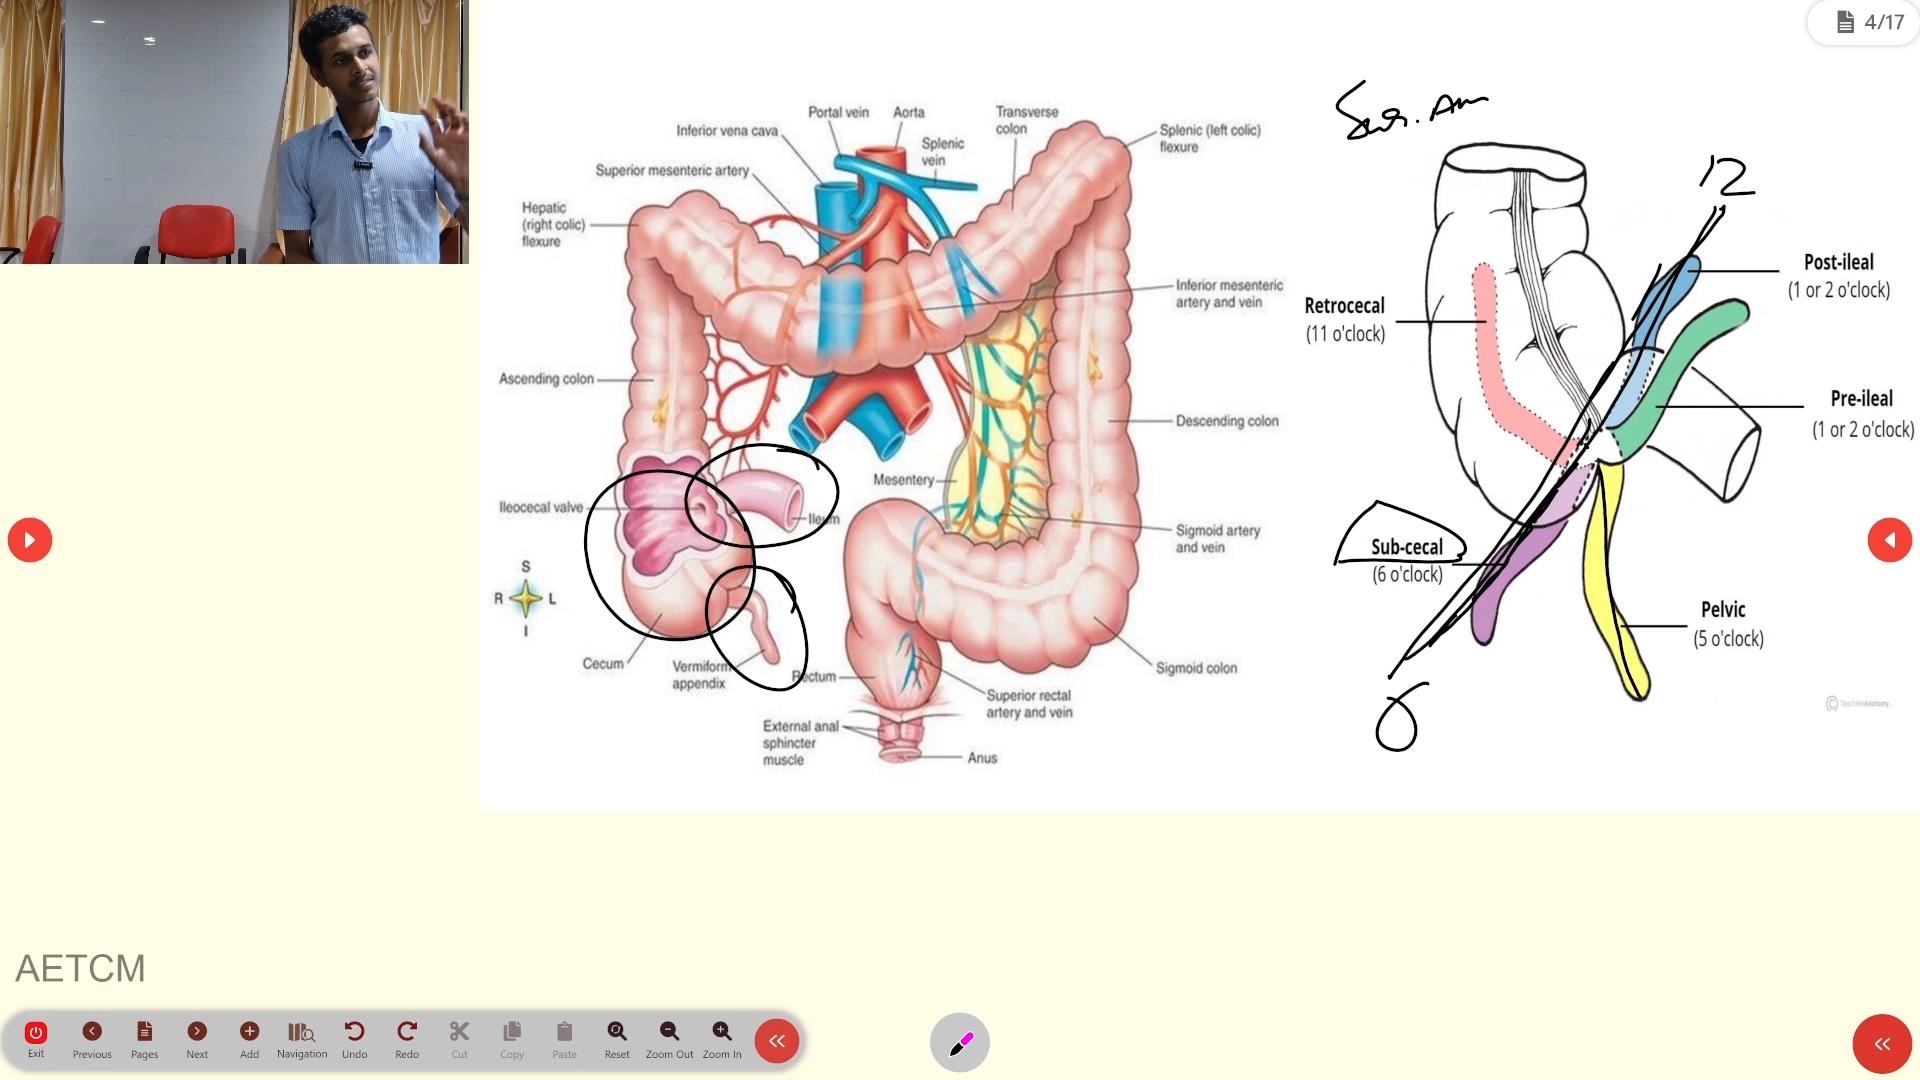 4/17
Sur. An
12
Portal vein
Aorta
Transverse
colon
Inferior vena cava
Splenic
vein
Splenic (left colic)
flexure
Superior mesenteric artery
Hepatic
(right colic)
flexure
Inferior mesenteric
artery and vein
Ascending colon
Descending colon
Mesentery
Ileocecal valve
Ileum
Sigmoid artery
and vein
S
R
L
I
Cecum
Vermiform
appendix
Rectum
Sigmoid colon
Superior rectal
artery and vein
External anal
sphincter
muscle
Anus
Post-ileal
(1 or 2 o'clock)
Retrocecal
(11 o'clock)
Pre-ileal
(1 or 2 o'clock)
Sub-cecal
(6 o'clock)
Pelvic
(5 o'clock)
TeachMeAnatomy
6
AETCM
Exit
Previous
Pages
Next
Add
Navigation
Undo
Redo
Cut
Copy
Paste
Reset
Zoom Out
Zoom In